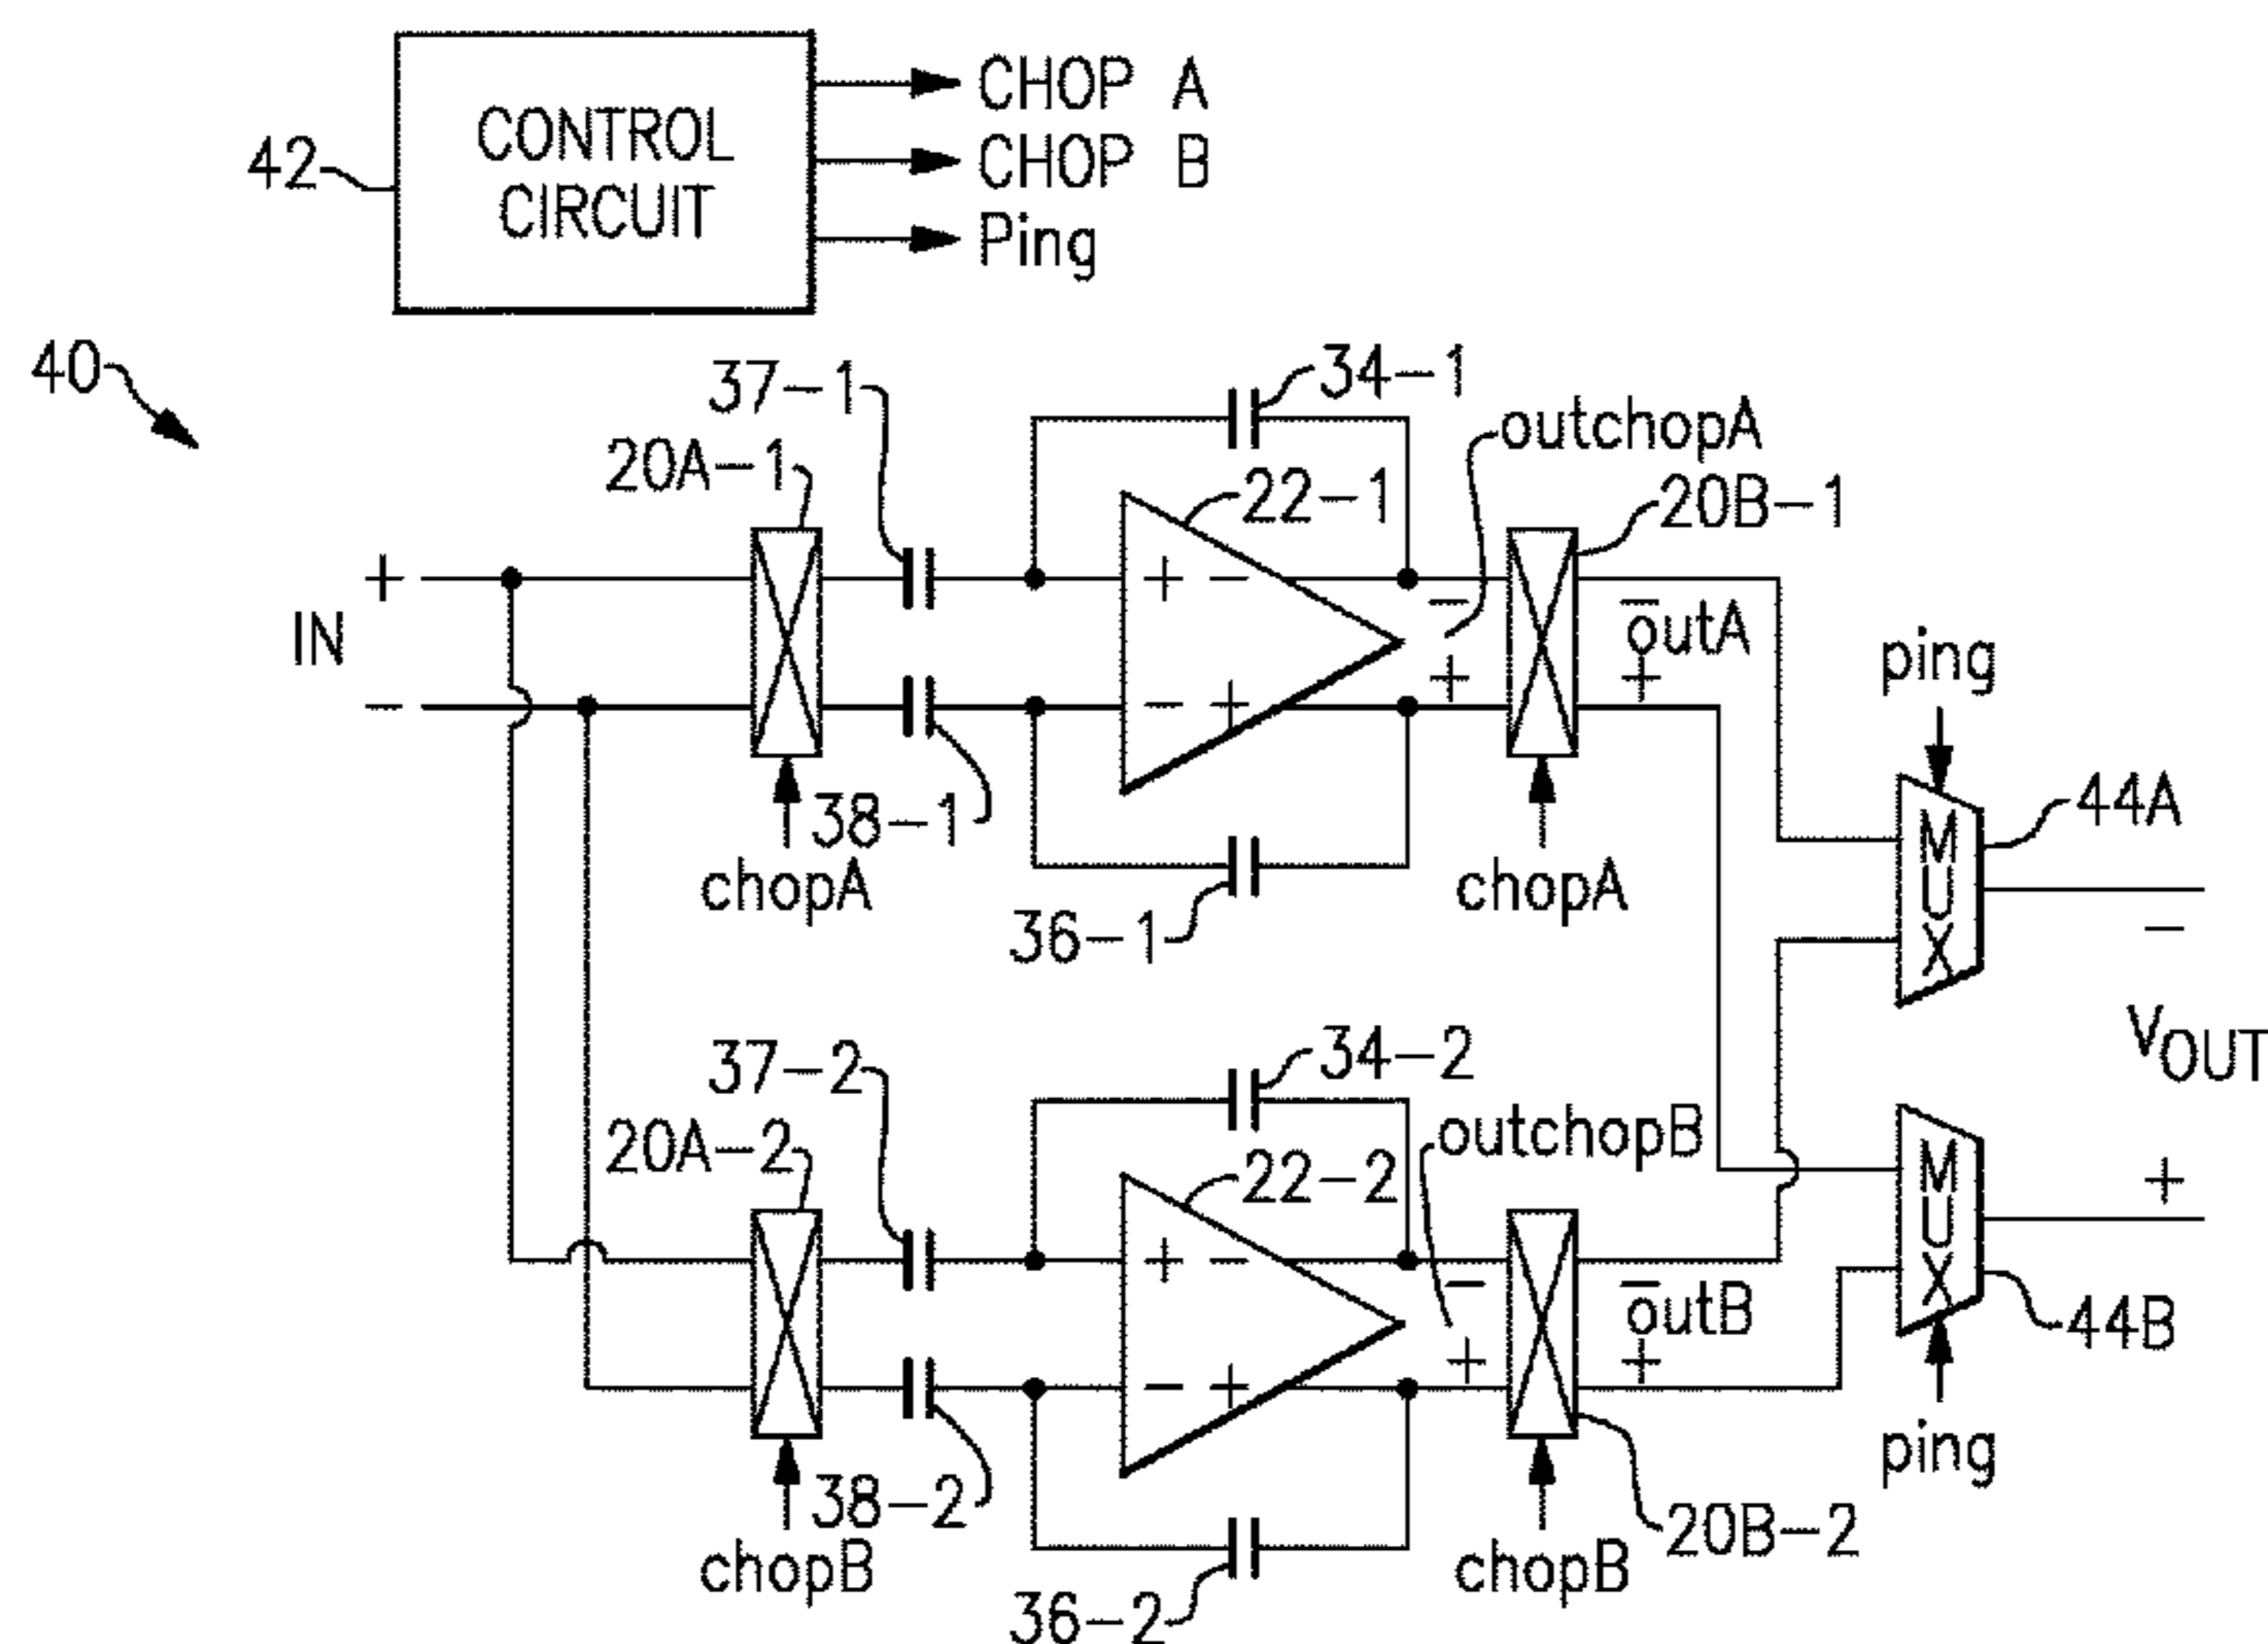 CONTROL
CIRCUIT
42
CHOP A
CHOP B
Ping
40
37-1
34-1
20A-1
outchopA
22-1
20B-1
+
IN
-
+ -
- +
-
+
-
outA
+
ping
38-1
chopA
36-1
chopA
MUX
44A
-
VOUT
37-2
34-2
20A-2
outchopB
22-2
+ -
- +
-
+
-
outB
+
MUX
+
44B
ping
38-2
chopB
36-2
chopB
20B-2